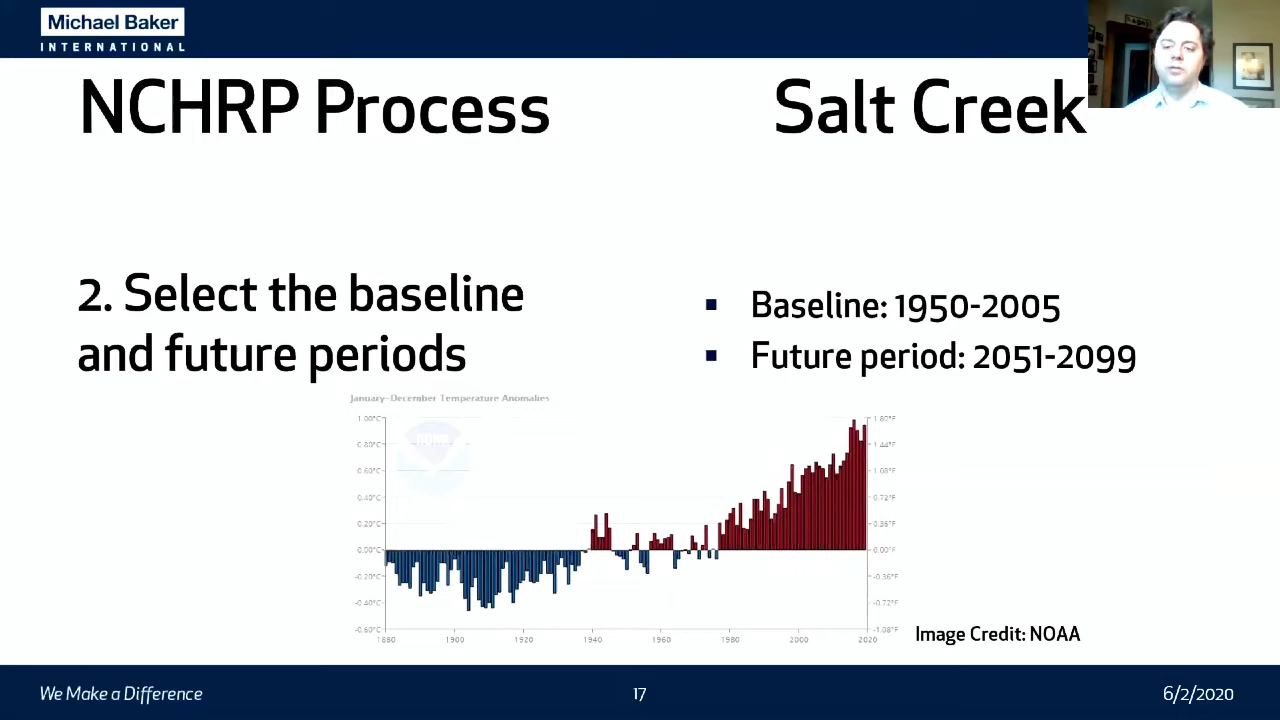 Michael Baker
INTERNATIONAL
NCHRP Process
Salt Creek
2. Select the baseline
and future periods
▪ Baseline: 1950-2005
▪ Future period: 2051-2099
January–December Temperature Anomalies
1.00°C
0.80°C
0.60°C
0.40°C
0.20°C
0.00°C
-0.20°C
-0.40°C
-0.60°C
1.80°F
1.44°F
1.08°F
0.72°F
0.36°F
0.00°F
-0.36°F
-0.72°F
-1.08°F
1880 1900 1920 1940 1960 1980 2000 2020
NOAA
Image Credit: NOAA
We Make a Difference
17
6/2/2020